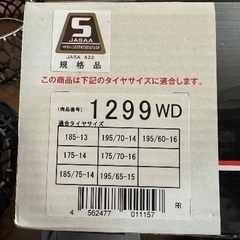 S
JASAA
JASA 432
規格品
この商品は下記のタイヤサイズに適合します。
[商品番号] 1299WD
適合タイヤサイズ
185-13 195/70-14 195/60-16
175-14 175/70-16
185/75-14 195/65-15
4 562477 011157
RR